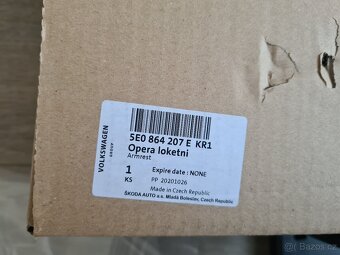 VOLKSWAGEN
GROUP
5E0 864 207 E KR1
Opera loketni
Armrest
1
KS
Expire date : NONE
PP 20201026
Made in Czech Republic
ŠKODA AUTO a.s. Mladá Boleslav, Czech Republic
Bazoš.cz